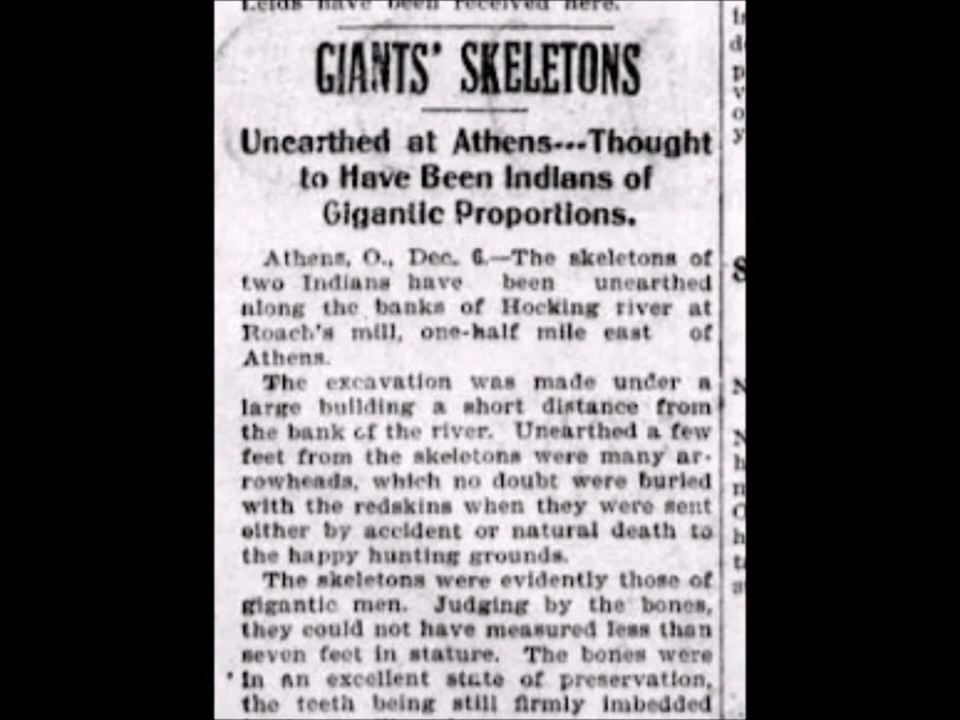 Leids have been received here.
GIANTS' SKELETONS
Unearthed at Athens---Thought
to Have Been Indians of
Gigantic Proportions.
Athens, O., Dec. 6.—The skeletons of
two Indians have been unearthed
along the banks of Hocking river at
Roach's mill, one-half mile east of
Athens.
The excavation was made under a
large building a short distance from
the bank of the river. Unearthed a few
feet from the skeletons were many ar-
rowheads, which no doubt were buried
with the redskins when they were sent
either by accident or natural death to
the happy hunting grounds.
The skeletons were evidently those of
gigantic men. Judging by the bones,
they could not have measured less than
seven feet in stature. The bones were
in an excellent state of preservation,
the teeth being still firmly imbedded